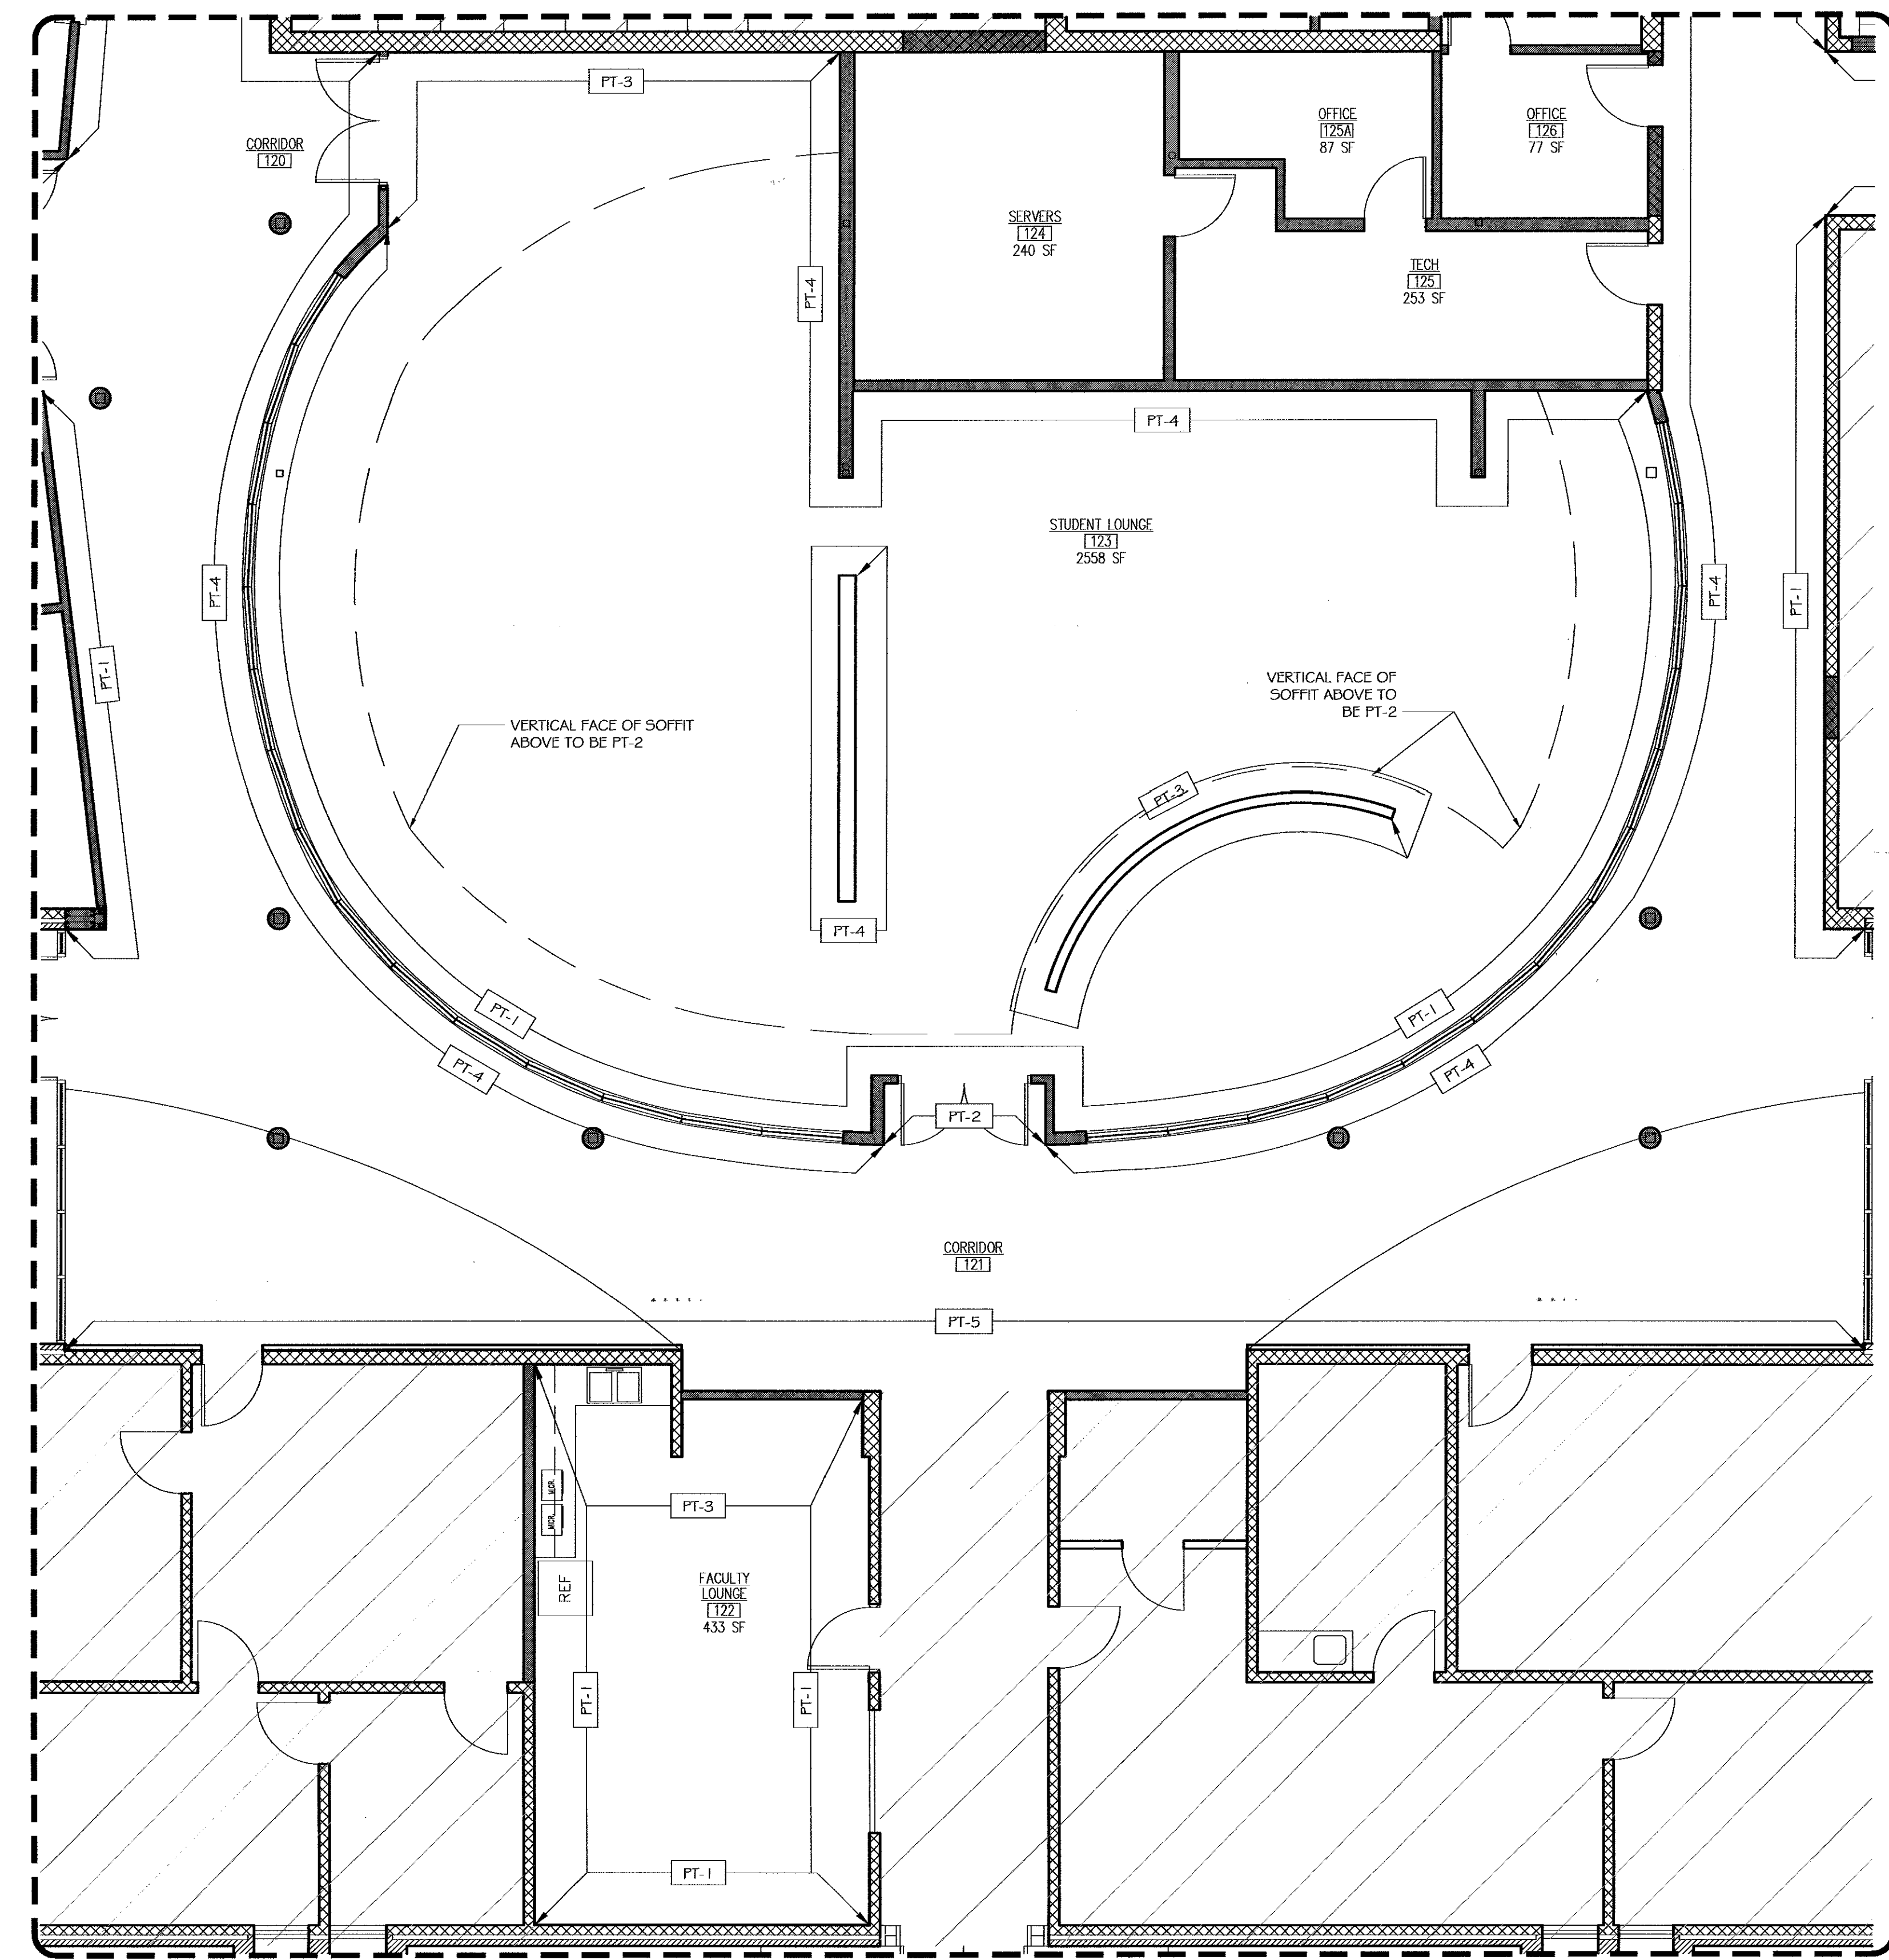 PT-3
OFFICE
125A
87 SF
OFFICE
126
77 SF
CORRIDOR
120
SERVERS
124
240 SF
TECH
125
253 SF
PT-4
PT-4
STUDENT LOUNGE
123
2558 SF
PT-4
PT-4
PT-1
PT-1
VERTICAL FACE OF
SOFFIT ABOVE TO
BE PT-2
VERTICAL FACE OF SOFFIT
ABOVE TO BE PT-2
PT-3
PT-4
PT-1
PT-1
PT-4
PT-4
PT-2
CORRIDOR
121
PT-5
MICR.
MICR.
PT-3
REF
FACULTY
LOUNGE
122
433 SF
PT-1
PT-1
PT-1